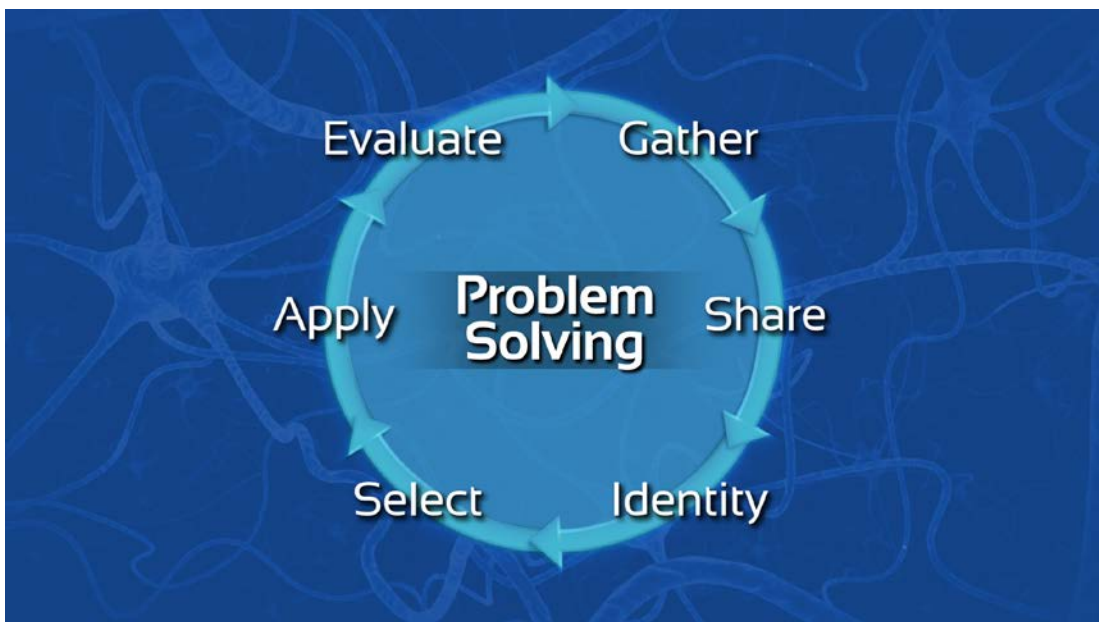 Evaluate
Gather
Apply
Problem
Solving
Share
Select
Identity